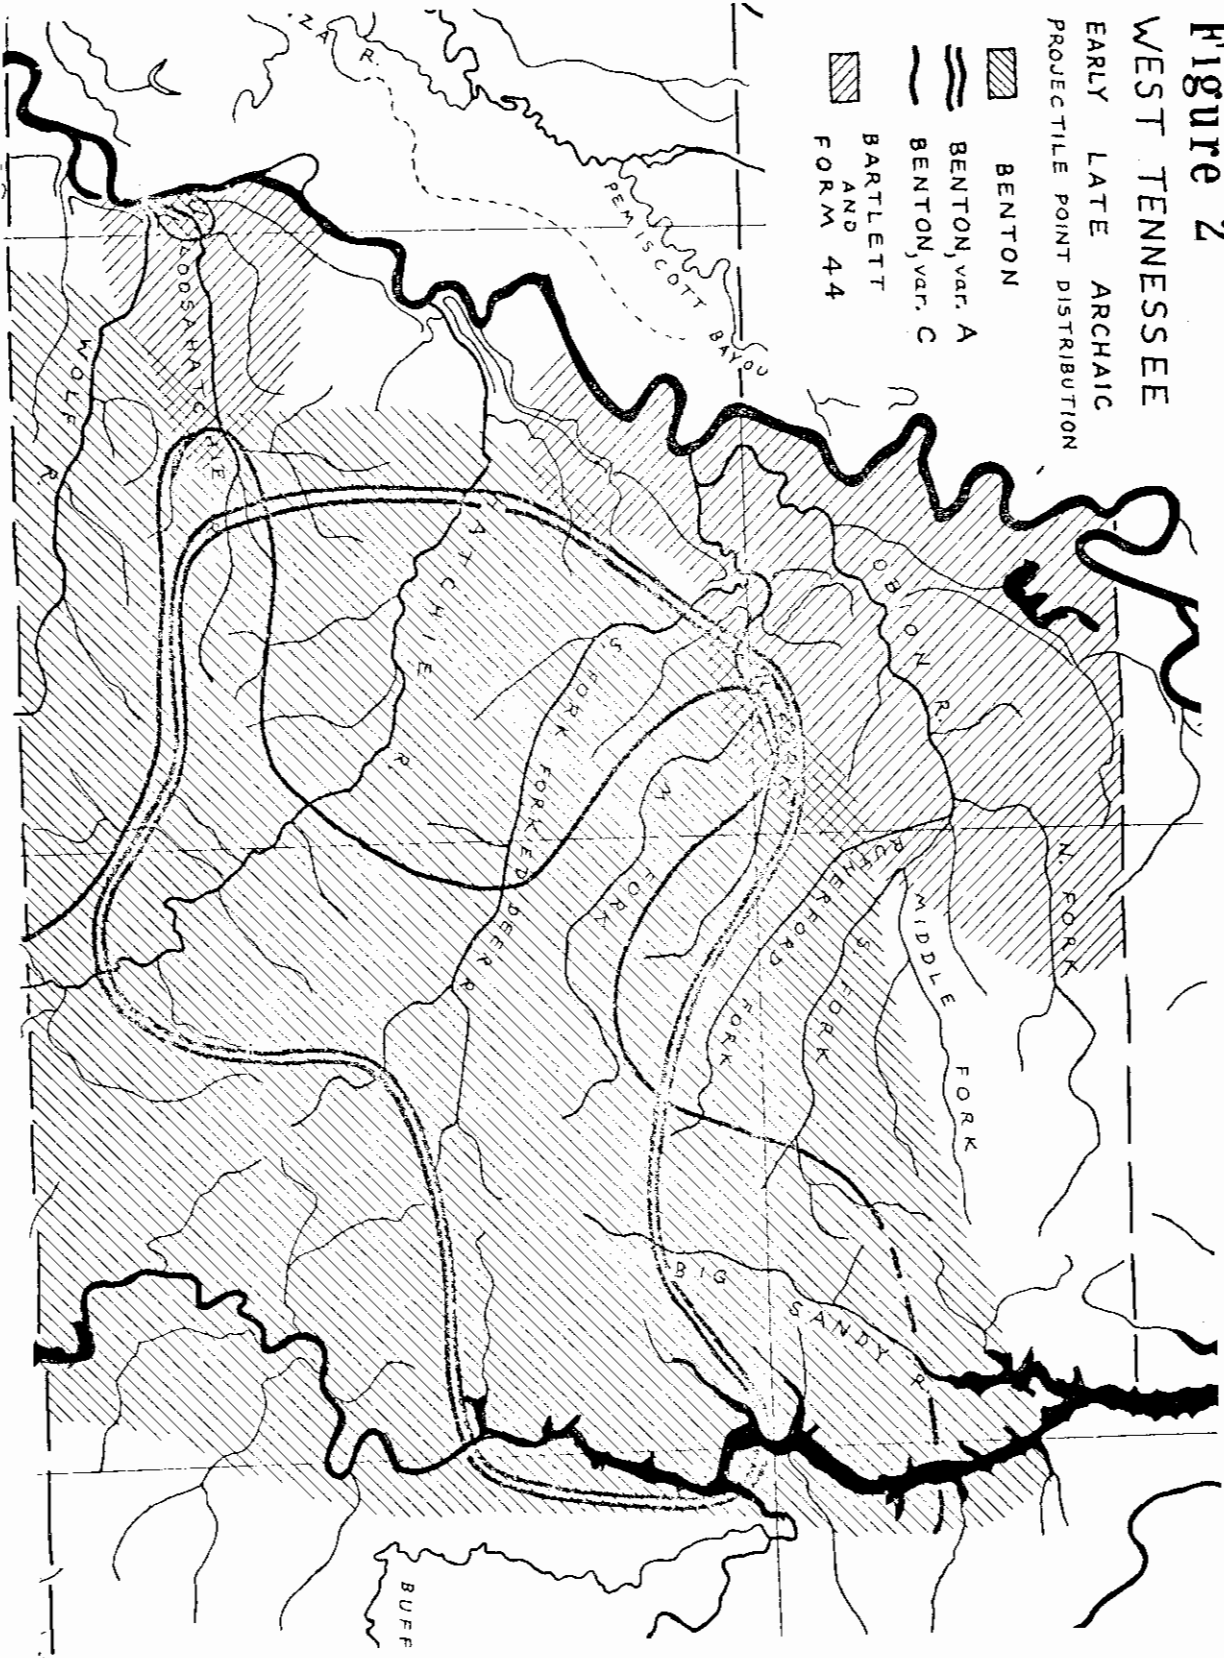 Figure 2
WEST TENNESSEE
EARLY LATE ARCHAIC
PROJECTILE POINT DISTRIBUTION
BENTON
BENTON, var. A
BENTON, var. C
BARTLETT
AND
FORM 44
R.
PEMISCOTT BAYOU
OBION R.
N. FORK
MIDDLE FORK
S FORK
RUTHERFORD FORK
S FORK FORKED DEER R
FORK
ATCHIE R.
LOOSAHATCHIE
WOLF R.
BIG SANDY R.
BUFF